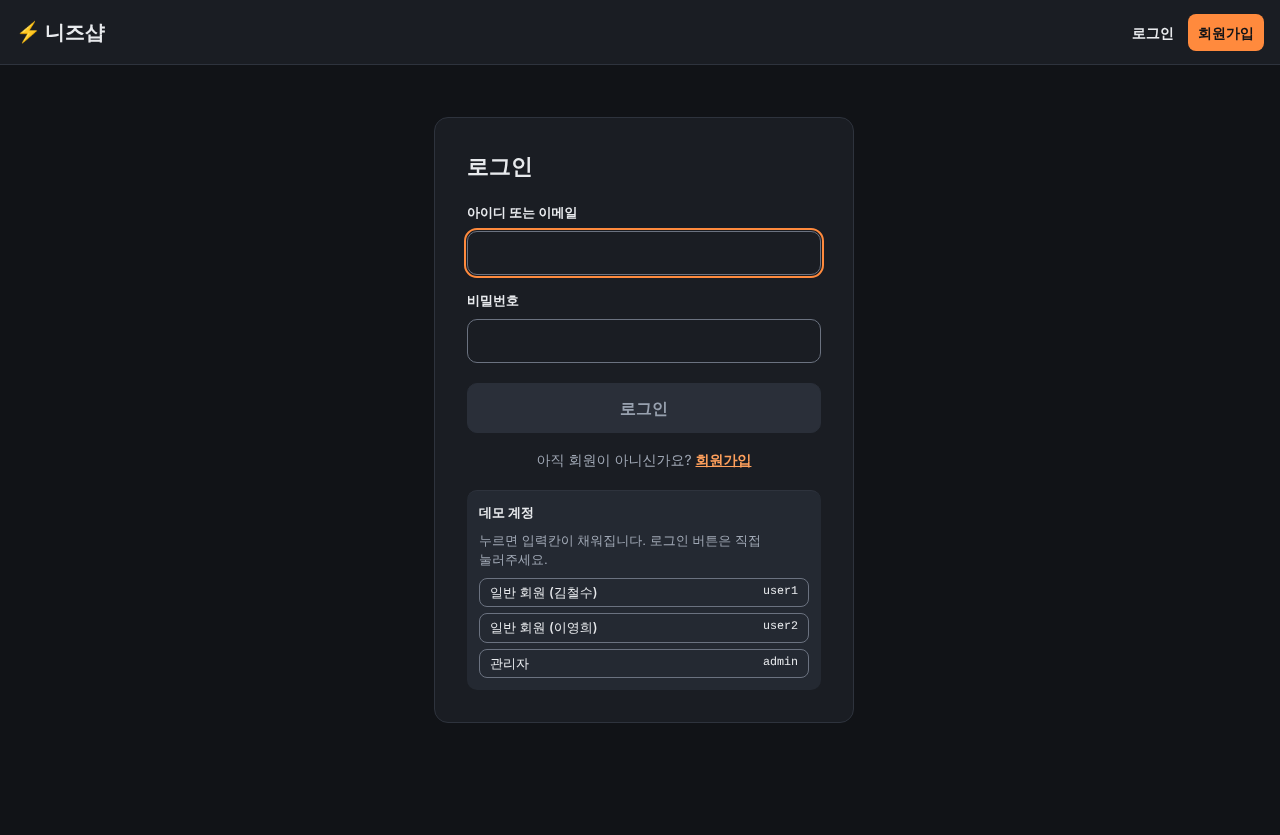 ⚡ 니즈샵
로그인
회원가입
로그인
아이디 또는 이메일
비밀번호
로그인
아직 회원이 아니신가요? 회원가입
데모 계정
누르면 입력칸이 채워집니다. 로그인 버튼은 직접
눌러주세요.
일반 회원 (김철수) user1
일반 회원 (이영희) user2
관리자 admin